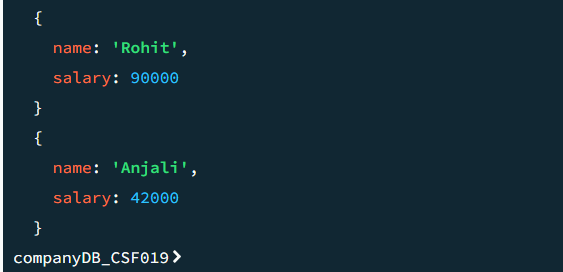 {
name: 'Rohit',
salary: 90000
}
{
name: 'Anjali',
salary: 42000
}
companyDB_CSF019>